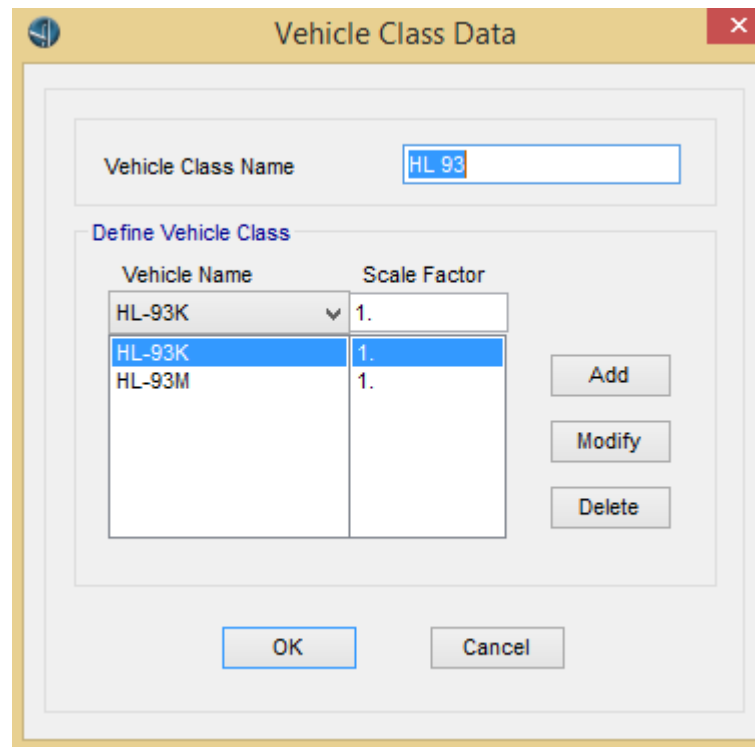 Vehicle Class Data
Vehicle Class Name HL 93
Define Vehicle Class
Vehicle Name Scale Factor
HL-93K 1.
HL-93K 1.
HL-93M 1.
Add
Modify
Delete
OK Cancel